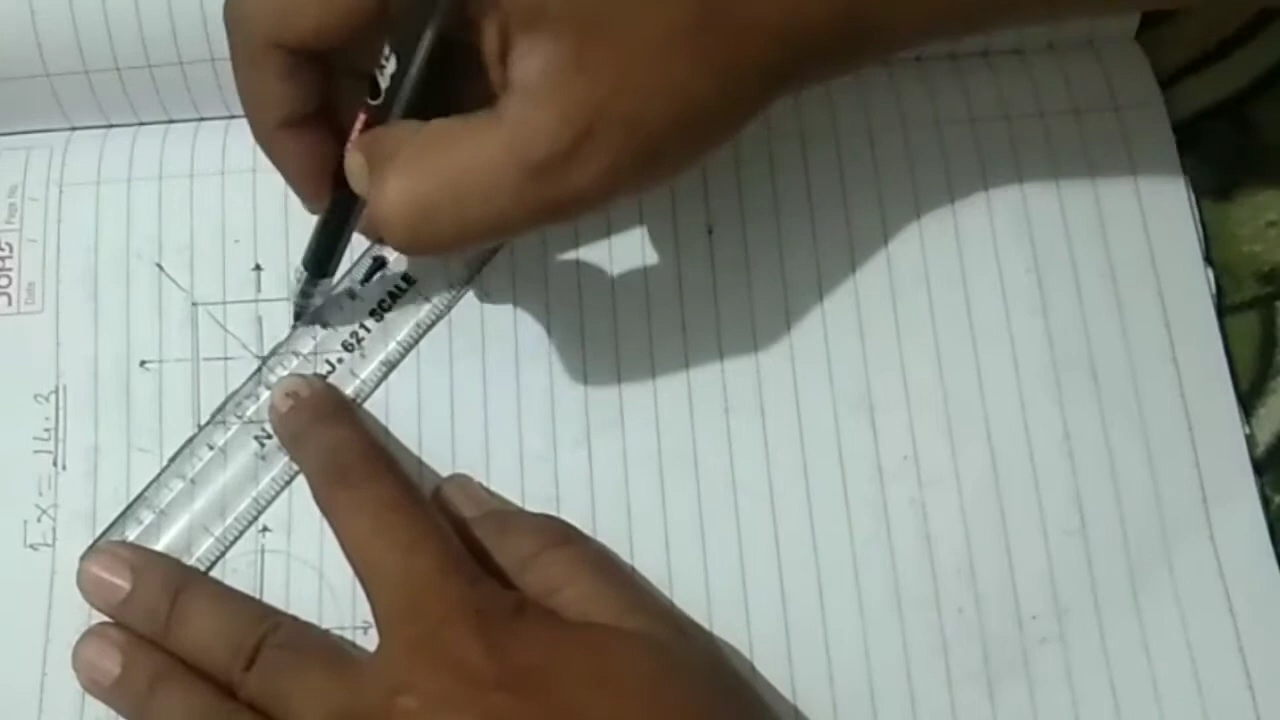 Ex = 14.3
Page No.
Date
N
J. 621 SCALE